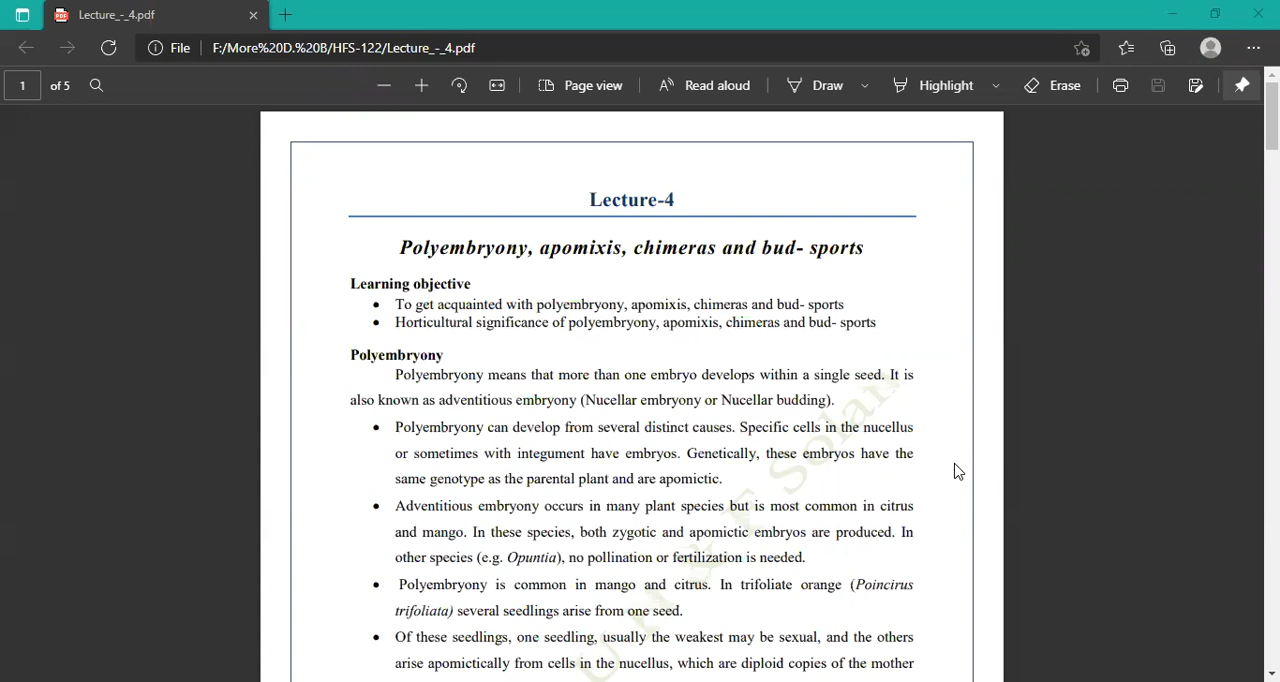 Lecture_-_4.pdf
File F:/More%20D.%20B/HFS-122/Lecture_-_4.pdf
1 of 5 Page view Read aloud Draw Highlight Erase
Lecture-4
Polyembryony, apomixis, chimeras and bud- sports
Learning objective
• To get acquainted with polyembryony, apomixis, chimeras and bud- sports
• Horticultural significance of polyembryony, apomixis, chimeras and bud- sports
Polyembryony
Polyembryony means that more than one embryo develops within a single seed. It is
also known as adventitious embryony (Nucellar embryony or Nucellar budding).
• Polyembryony can develop from several distinct causes. Specific cells in the nucellus
or sometimes with integument have embryos. Genetically, these embryos have the
same genotype as the parental plant and are apomictic.
• Adventitious embryony occurs in many plant species but is most common in citrus
and mango. In these species, both zygotic and apomictic embryos are produced. In
other species (e.g. Opuntia), no pollination or fertilization is needed.
• Polyembryony is common in mango and citrus. In trifoliate orange (Poincirus
trifoliata) several seedlings arise from one seed.
• Of these seedlings, one seedling, usually the weakest may be sexual, and the others
arise apomictically from cells in the nucellus, which are diploid copies of the mother
U H & F Solan